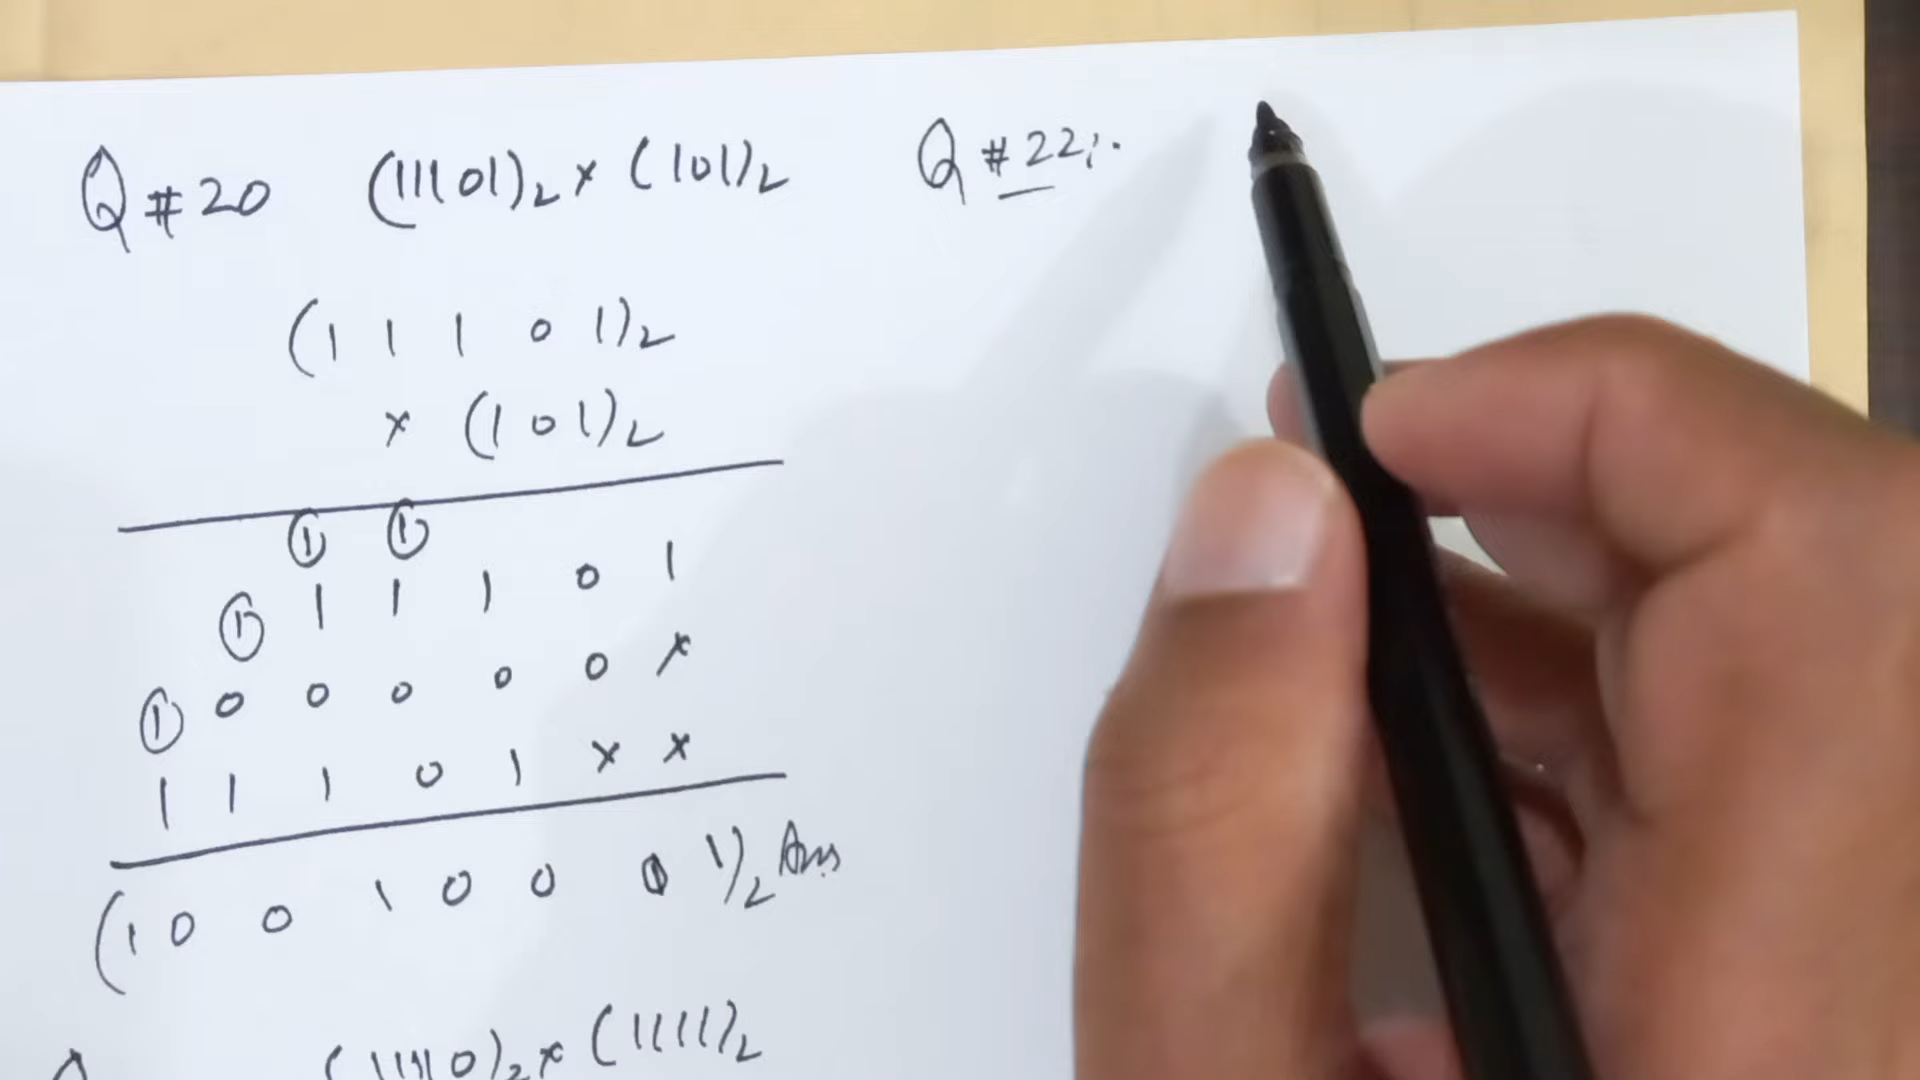 Q # 20 (11101)₂ × (101)₂
(1 1 1 0 1)₂
× (1 0 1)₂
① ①
① 1 1 1 0 1
① 0 0 0 0 0 ×
1 1 1 0 1 × ×
(1 0 0 1 0 0 0 1)₂ Ans
(11110)₂ × (1111)₂
Q # 22:.